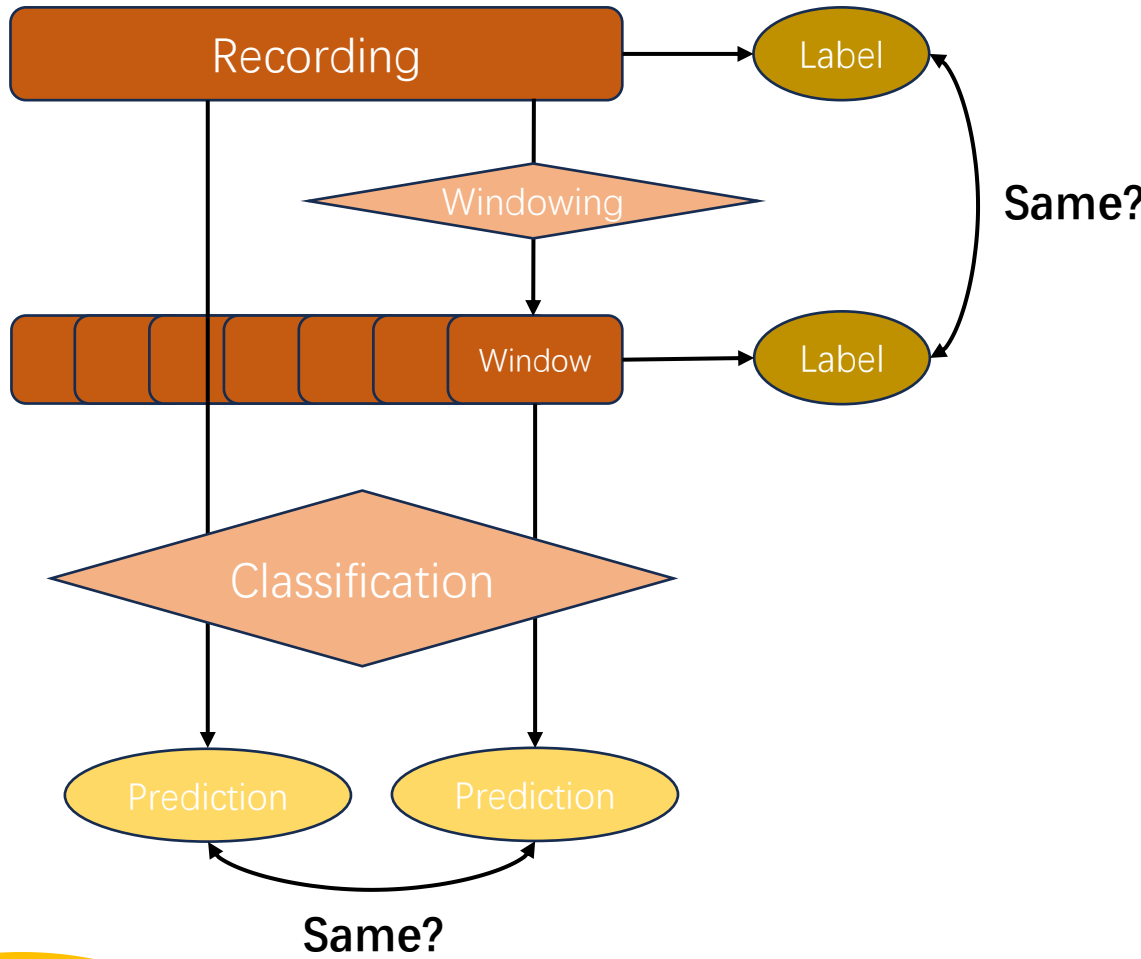 Recording
Label
Windowing
Same?
Window
Label
Classification
Prediction
Prediction
Same?